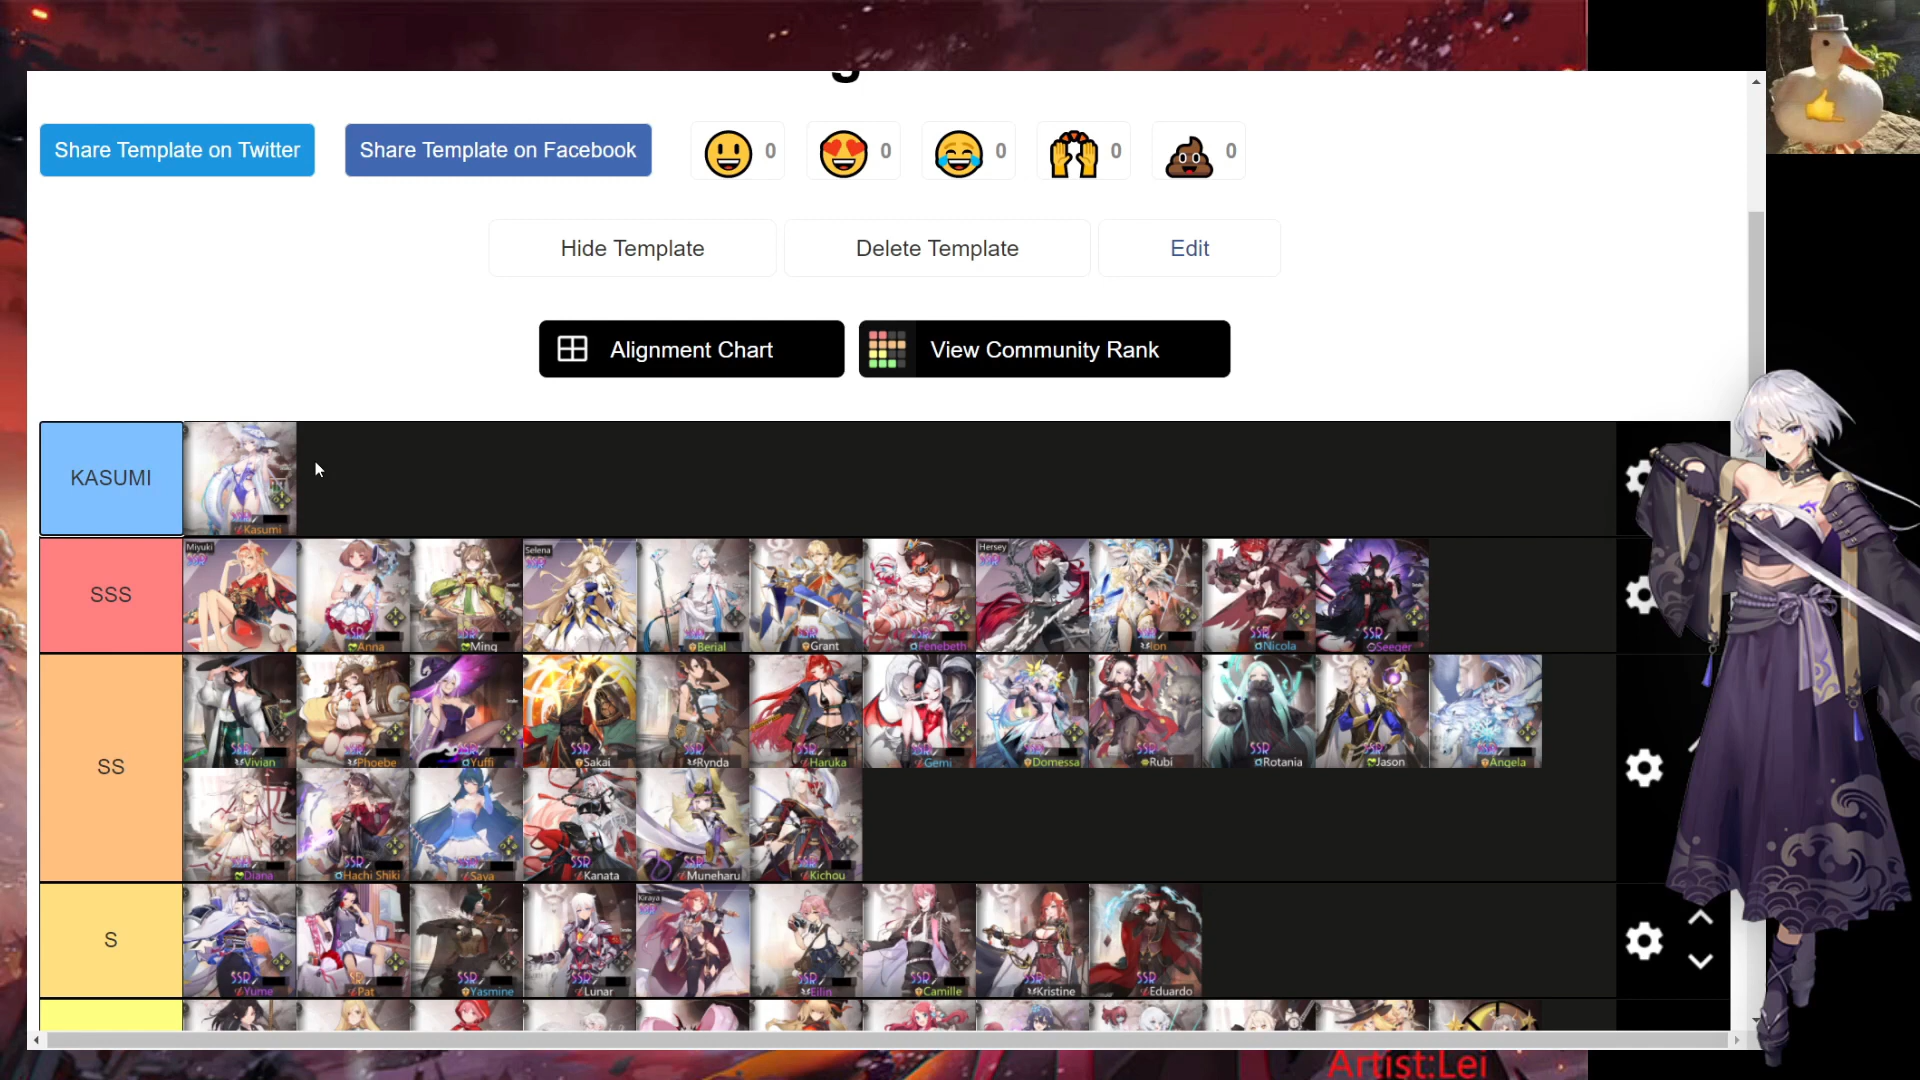 Share Template on Twitter
Share Template on Facebook
0
0
0
0
0
Hide Template
Delete Template
Edit
Alignment Chart
View Community Rank
KASUMI
Kasumi
SSS
Miyuki
Anna
Ming
Selena
Berial
Grant
Fenebeth
Hersey
Ion
Nicola
Seeger
SS
Vivian
Phoebe
Yuffi
Sakai
Rynda
Haruka
Gemi
Domessa
Rubi
Rotania
Jason
Angela
Diana
Hachi Shiki
Saya
Kanata
Muneharu
Kichou
S
Yume
Pat
Yasmine
Lunar
Kiraya
Eilin
Camille
Kristine
Eduardo
Artist:Lei